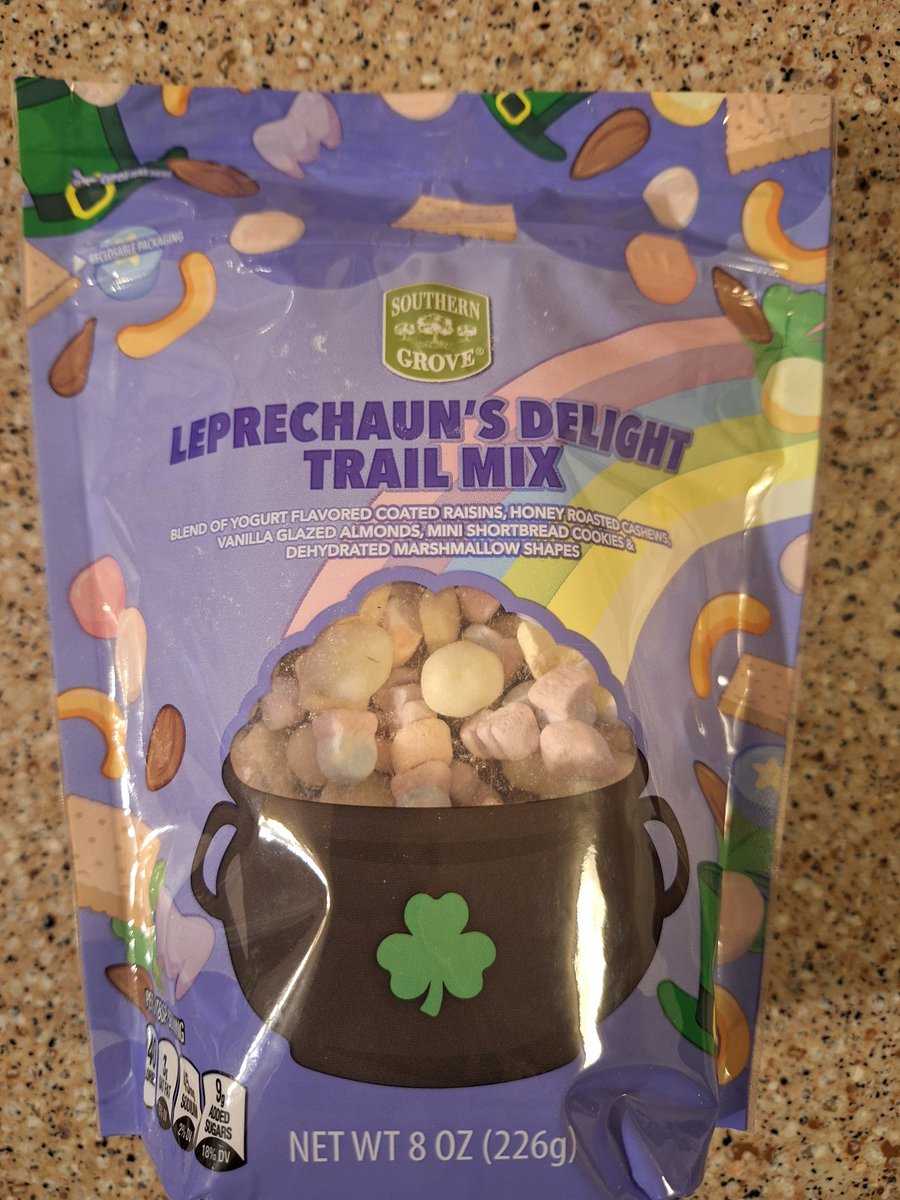 RECLOSABLE PACKAGING
SOUTHERN
GROVE®
LEPRECHAUN'S DELIGHT
TRAIL MIX
BLEND OF YOGURT FLAVORED COATED RAISINS, HONEY ROASTED CASHEWS,
VANILLA GLAZED ALMONDS, MINI SHORTBREAD COOKIES &
DEHYDRATED MARSHMALLOW SHAPES
9g
ADDED
SUGARS
18% DV
NET WT 8 OZ (226g)